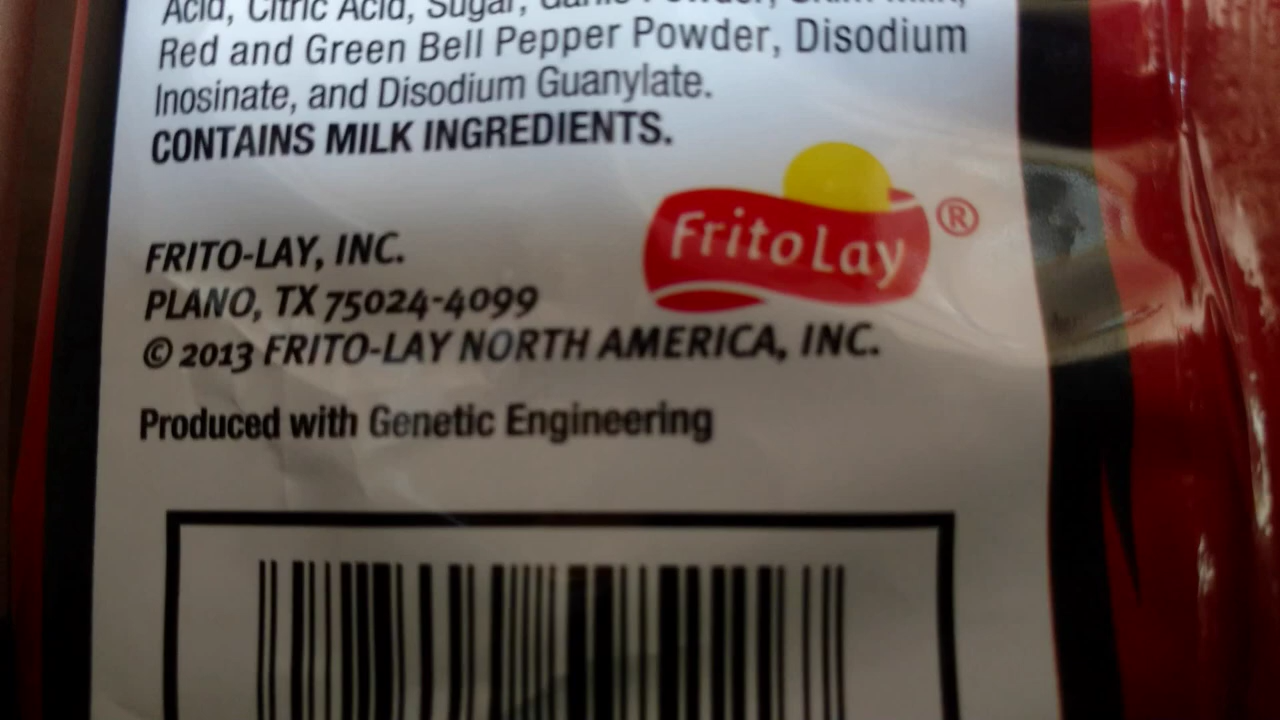 Acid, Citric Acid, Sugar, Garlic Powder, Skim Milk,
Red and Green Bell Pepper Powder, Disodium
Inosinate, and Disodium Guanylate.
CONTAINS MILK INGREDIENTS.
Frito Lay ®
FRITO-LAY, INC.
PLANO, TX 75024-4099
© 2013 FRITO-LAY NORTH AMERICA, INC.
Produced with Genetic Engineering